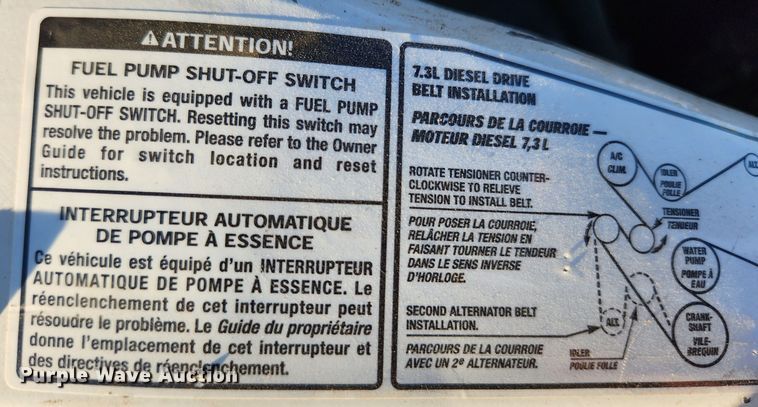 ATTENTION!
FUEL PUMP SHUT-OFF SWITCH
This vehicle is equipped with a FUEL PUMP
SHUT-OFF SWITCH. Resetting this switch may
resolve the problem. Please refer to the Owner
Guide for switch location and reset
instructions.
INTERRUPTEUR AUTOMATIQUE
DE POMPE À ESSENCE
Ce véhicule est équipé d'un INTERRUPTEUR
AUTOMATIQUE DE POMPE À ESSENCE. Le
réenclenchement de cet interrupteur peut
résoudre le problème. Le Guide du propriétaire
donne l'emplacement de cet interrupteur et
des directives de réenclenchement.
7.3L DIESEL DRIVE
BELT INSTALLATION
PARCOURS DE LA COURROIE —
MOTEUR DIESEL 7,3 L
ROTATE TENSIONER COUNTER-
CLOCKWISE TO RELIEVE
TENSION TO INSTALL BELT.
POUR POSER LA COURROIE,
RELÂCHER LA TENSION EN
FAISANT TOURNER LE TENDEUR
DANS LE SENS INVERSE
D'HORLOGE.
SECOND ALTERNATOR BELT
INSTALLATION.
PARCOURS DE LA COURROIE
AVEC UN 2e ALTERNATEUR.
A/C
CLIM.
IDLER
POULIE
FOLLE
ALT.
TENSIONER
TENDEUR
WATER
PUMP
POMPE À
EAU
CRANK-
SHAFT
VILE-
BREQUIN
ALT.
IDLER
POULIE FOLLE
Purple Wave Auction